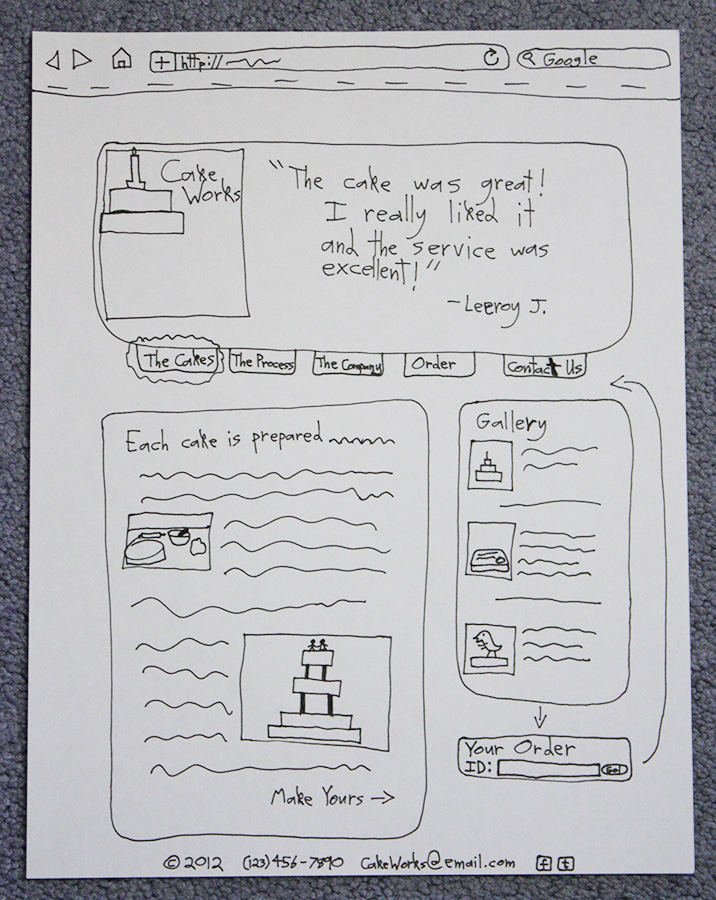 http://
Google
Cake
Works
"The cake was great!
I really liked it
and the service was
excellent!"
-Leeroy J.
The Cakes
The Process
The Company
Order
Contact Us
Each cake is prepared
Gallery
Make Yours →
Your Order
ID:
Go!
© 2012 (123) 456-7890 CakeWorks@email.com f t